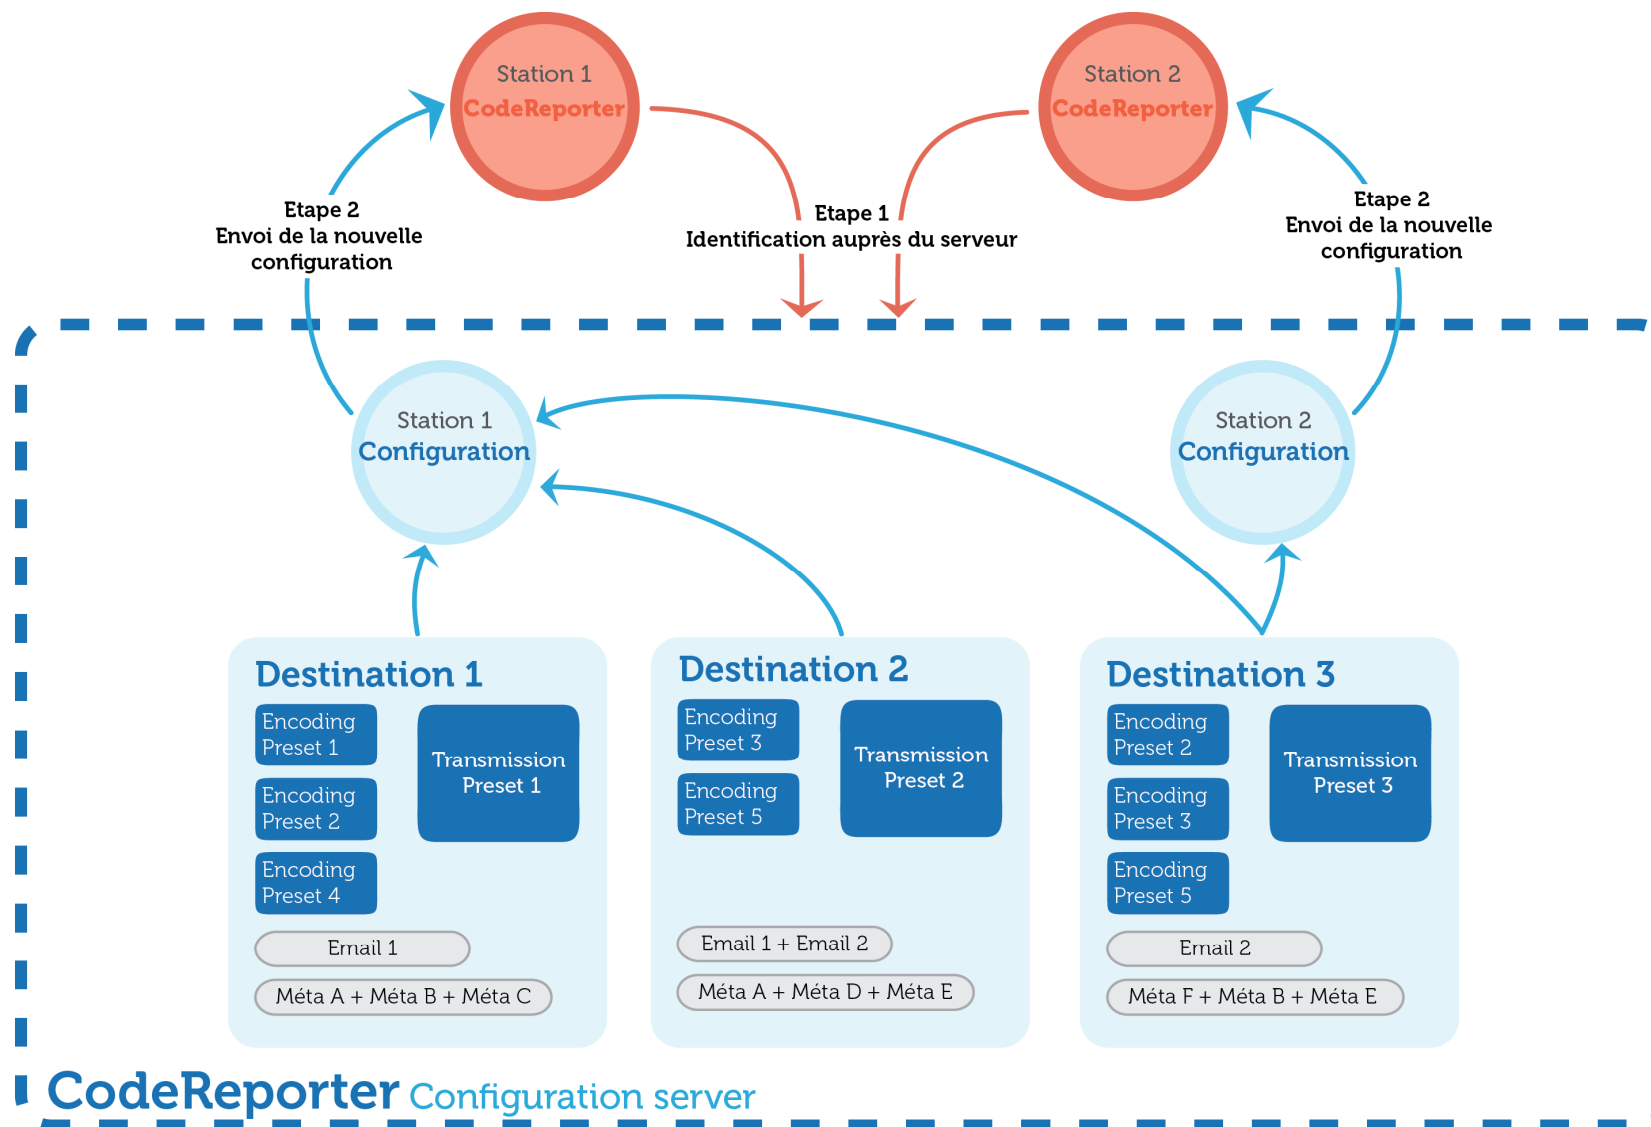 Station 1
CodeReporter
Station 2
CodeReporter
Etape 2
Envoi de la nouvelle
configuration
Etape 1
Identification auprès du serveur
Etape 2
Envoi de la nouvelle
configuration
Station 1
Configuration
Station 2
Configuration
Destination 1
Encoding
Preset 1
Encoding
Preset 2
Encoding
Preset 4
Transmission
Preset 1
Email 1
Méta A + Méta B + Méta C
Destination 2
Encoding
Preset 3
Encoding
Preset 5
Transmission
Preset 2
Email 1 + Email 2
Méta A + Méta D + Méta E
Destination 3
Encoding
Preset 2
Encoding
Preset 3
Encoding
Preset 5
Transmission
Preset 3
Email 2
Méta F + Méta B + Méta E
CodeReporter Configuration server